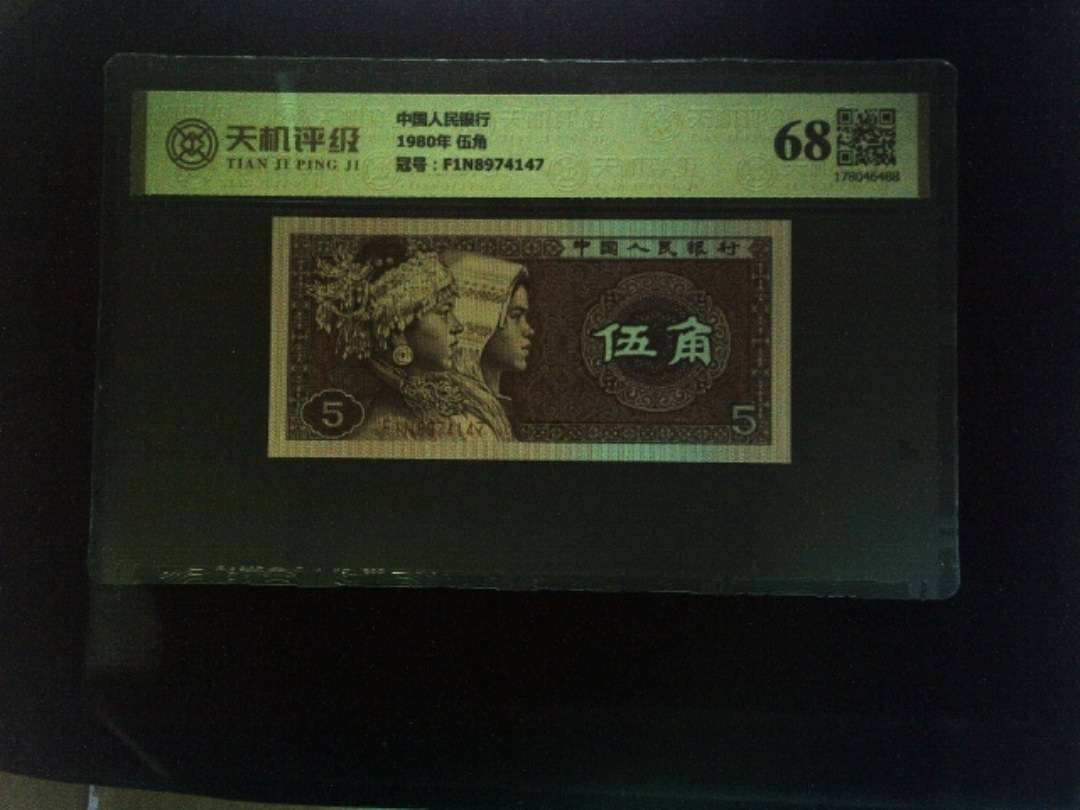 天机评级
TIAN JI PING JI
中国人民银行
1980年 伍角
冠号：F1N8974147
68
178046488
中国人民银行
伍角
5
F1N8974147
5